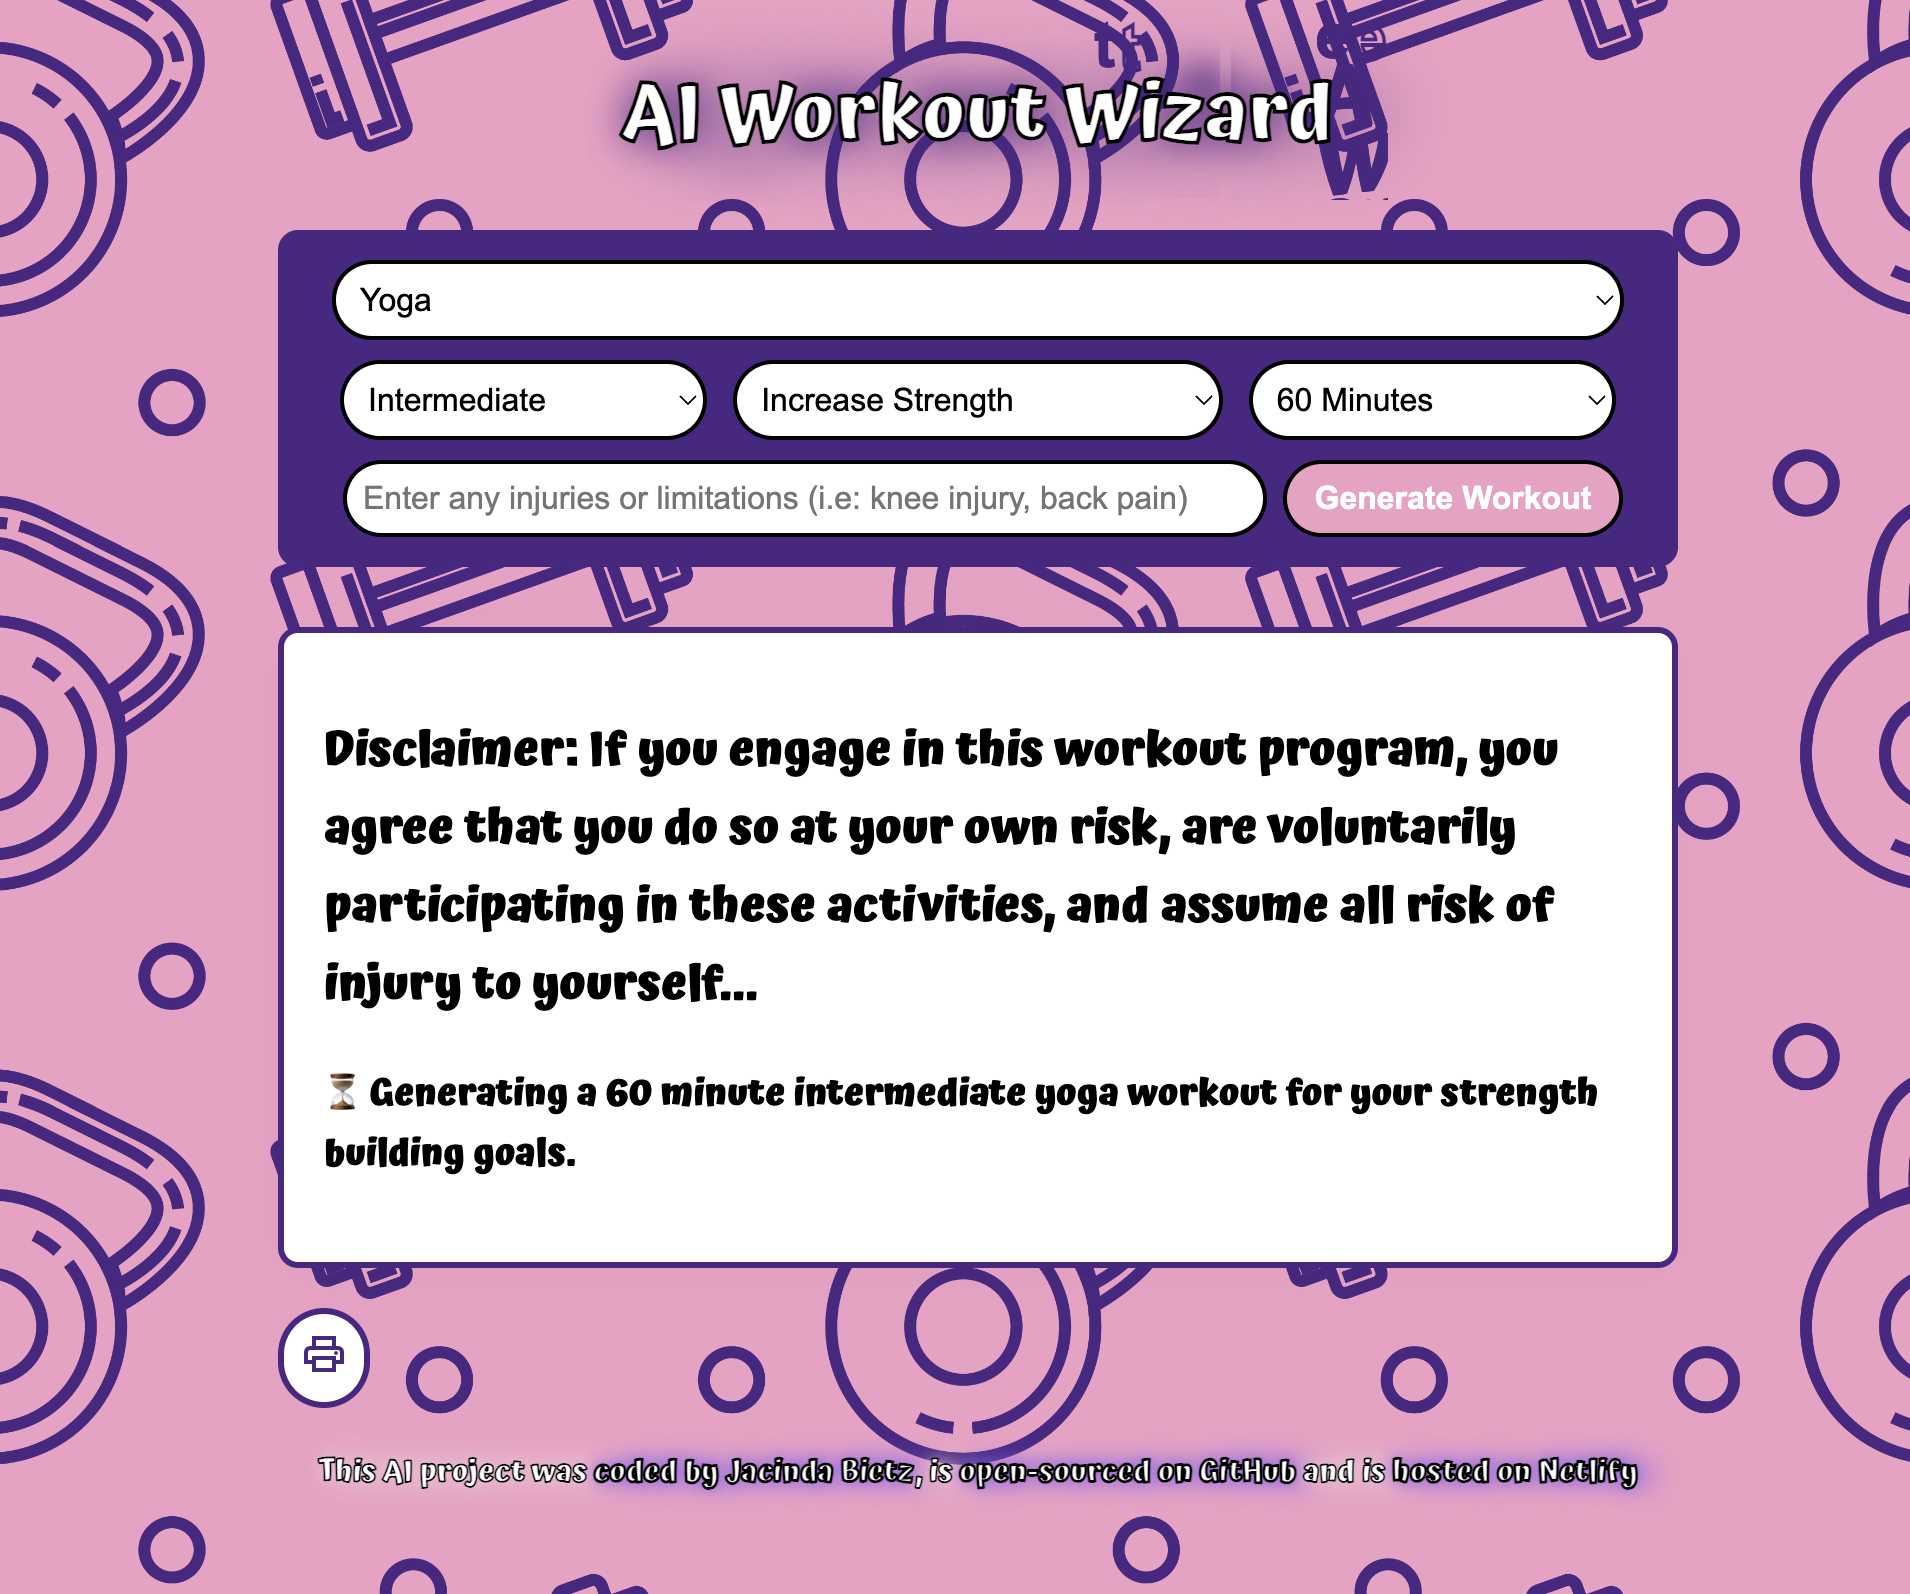 AI Workout Wizard
Yoga
Intermediate
Increase Strength
60 Minutes
Enter any injuries or limitations (i.e: knee injury, back pain)
Generate Workout
Disclaimer: If you engage in this workout program, you
agree that you do so at your own risk, are voluntarily
participating in these activities, and assume all risk of
injury to yourself...
⏳ Generating a 60 minute intermediate yoga workout for your strength
building goals.
This AI project was coded by Jacinda Bietz, is open-sourced on GitHub and is hosted on Netlify